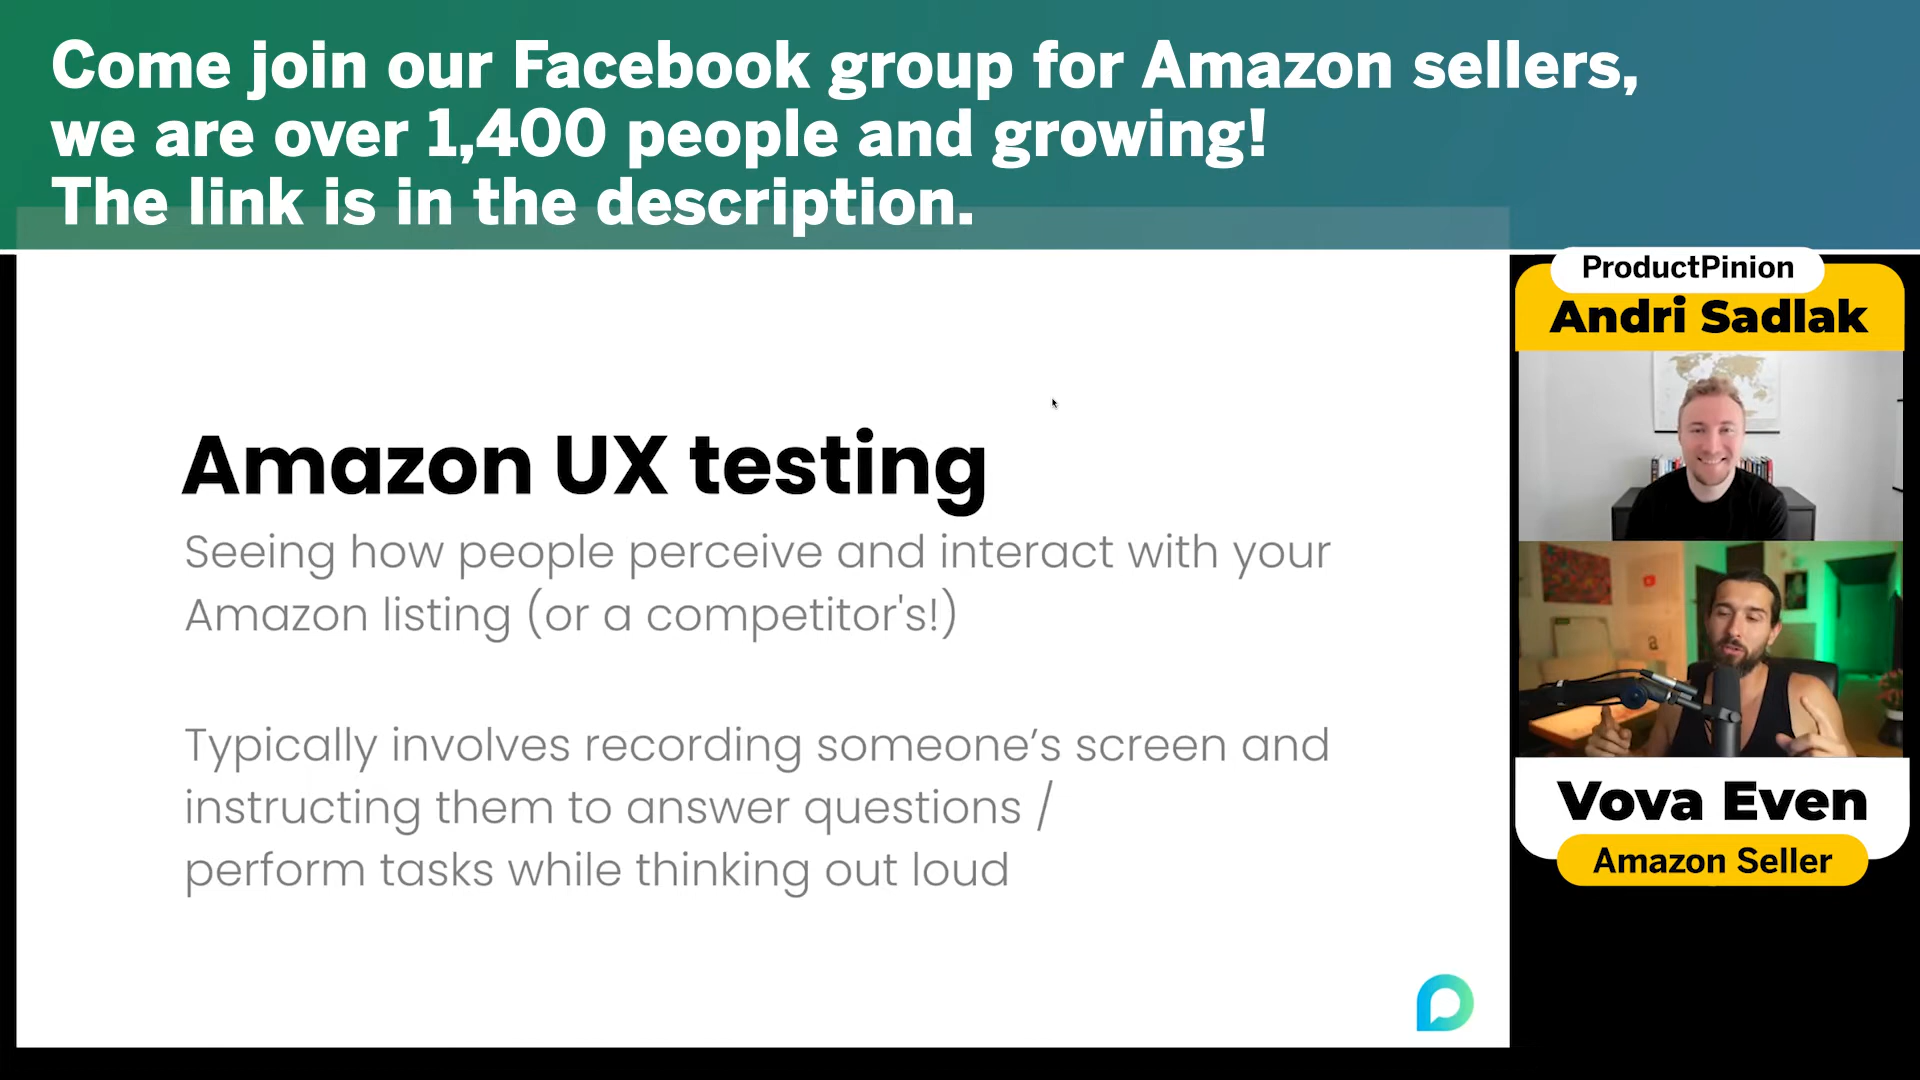 Come join our Facebook group for Amazon sellers,
we are over 1,400 people and growing!
The link is in the description.
ProductPinion
Andri Sadlak
Amazon UX testing
Seeing how people perceive and interact with your
Amazon listing (or a competitor's!)
Typically involves recording someone’s screen and
instructing them to answer questions /
perform tasks while thinking out loud
Vova Even
Amazon Seller